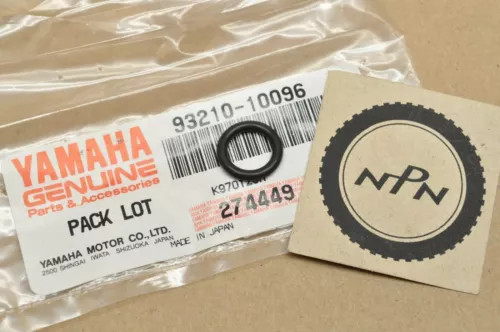 93210-10096
YAMAHA
GENUINE
Parts & Accessories
PACK LOT
274449
YAMAHA MOTOR CO., LTD.
2500 SHINGAI IWATA SHIZUOKA JAPAN
MADE IN JAPAN
NPN